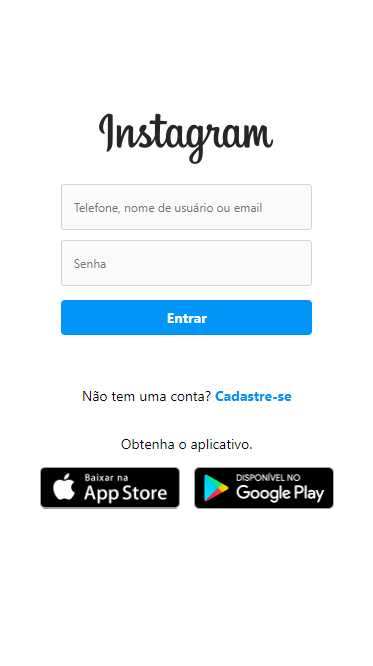 Instagram
Telefone, nome de usuário ou email
Senha
Entrar
Não tem uma conta? Cadastre-se
Obtenha o aplicativo.
Baixar na
App Store
DISPONÍVEL NO
Google Play